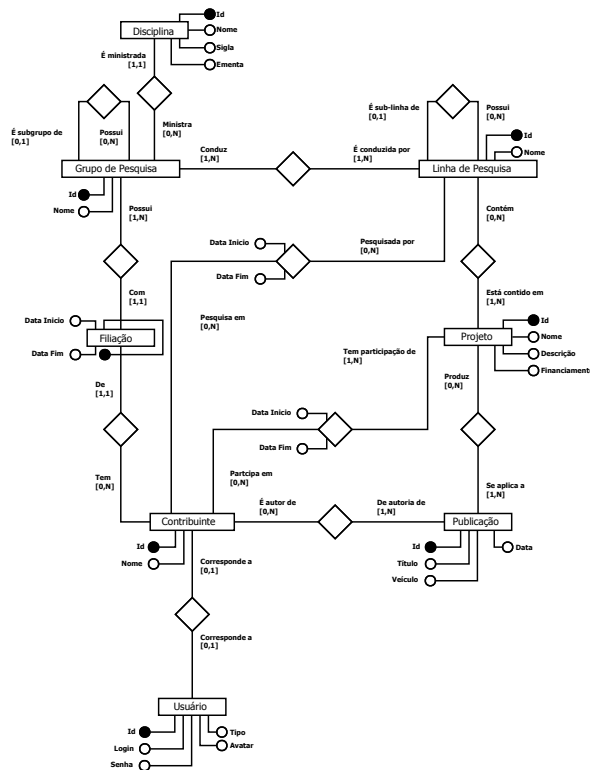 Id
Disciplina
Nome
Sigla
Ementa
É ministrada
[1,1]
É subgrupo de
[0,1]
Possui
[0,N]
Ministra
[0,N]
É sub-linha de
[0,1]
Possui
[0,N]
Conduz
[1,N]
É conduzida por
[1,N]
Id
Nome
Grupo de Pesquisa
Linha de Pesquisa
Id
Nome
Possui
[1,N]
Contém
[0,N]
Data Início
Data Fim
Pesquisada por
[0,N]
Com
[1,1]
Está contido em
[1,N]
Pesquisa em
[0,N]
Data Início
Data Fim
Filiação
Id
Projeto
Nome
Descrição
Financiamento
Tem participação de
[1,N]
Produz
[0,N]
De
[1,1]
Data Início
Data Fim
Partcipa em
[0,N]
Tem
[0,N]
Se aplica a
[1,N]
É autor de
[0,N]
De autoria de
[1,N]
Contribuinte
Publicação
Id
Nome
Id
Título
Veículo
Data
Corresponde a
[0,1]
Corresponde a
[0,1]
Usuário
Id
Login
Senha
Tipo
Avatar